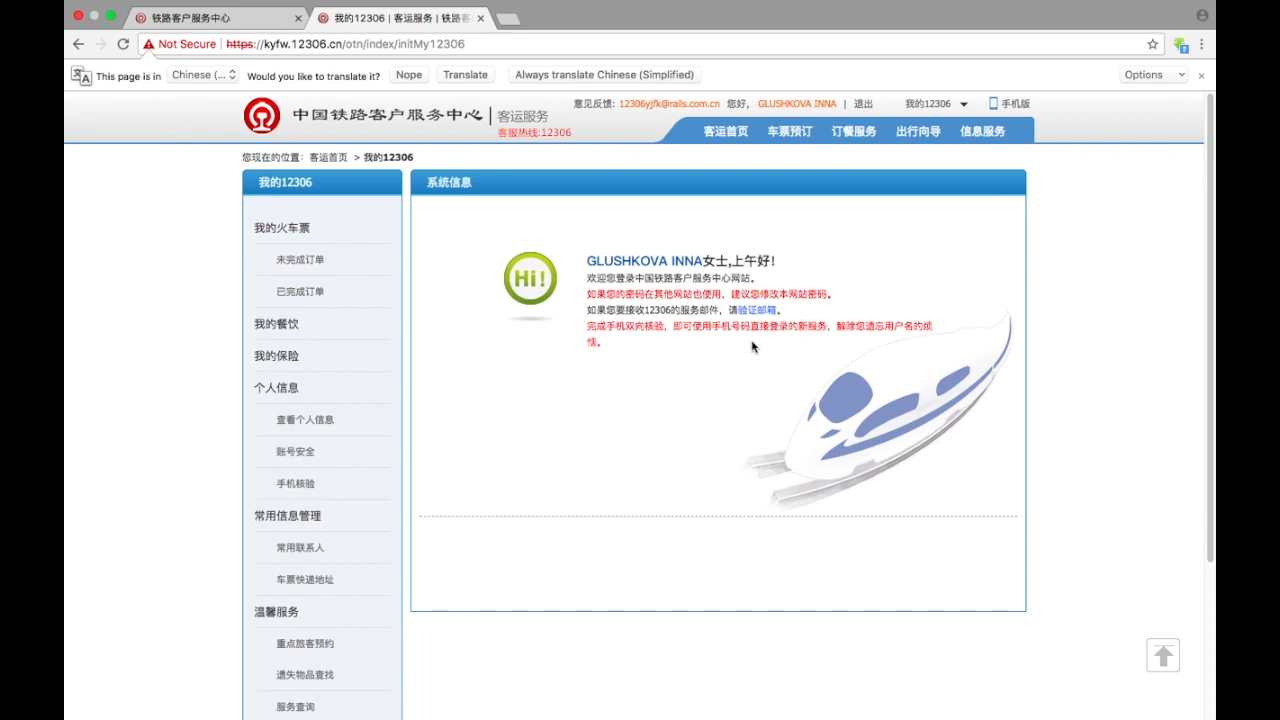 铁路客户服务中心
我的12306 | 客运服务 | 铁路客
Not Secure | https://kyfw.12306.cn/otn/index/initMy12306
This page is in Chinese (... Would you like to translate it? Nope Translate Always translate Chinese (Simplified) Options
意见反馈: 12306yjfk@rails.com.cn 您好, GLUSHKOVA INNA | 退出 我的12306 手机版
中国铁路客户服务中心 | 客运服务
客服热线:12306
客运首页 车票预订 订餐服务 出行向导 信息服务
您现在的位置: 客运首页 > 我的12306
我的12306
我的火车票
未完成订单
已完成订单
我的餐饮
我的保险
个人信息
查看个人信息
账号安全
手机核验
常用信息管理
常用联系人
车票快递地址
温馨服务
重点旅客预约
遗失物品查找
服务查询
系统信息
Hi!
GLUSHKOVA INNA女士,上午好!
欢迎您登录中国铁路客户服务中心网站。
如果您的密码在其他网站也使用，建议您修改本网站密码。
如果您要接收12306的服务邮件，请验证邮箱。
完成手机双向核验，即可使用手机号码直接登录的新服务，解除您遗忘用户名的烦
恼。